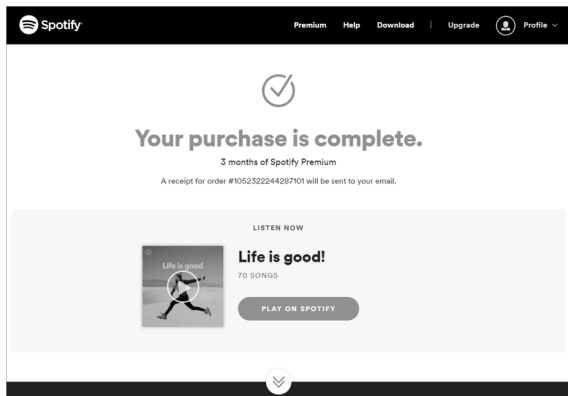 Spotify
Premium Help Download | Upgrade Profile
Your purchase is complete.
3 months of Spotify Premium
A receipt for order #1052322244287101 will be sent to your email.
LISTEN NOW
Life is good
Life is good!
70 SONGS
PLAY ON SPOTIFY